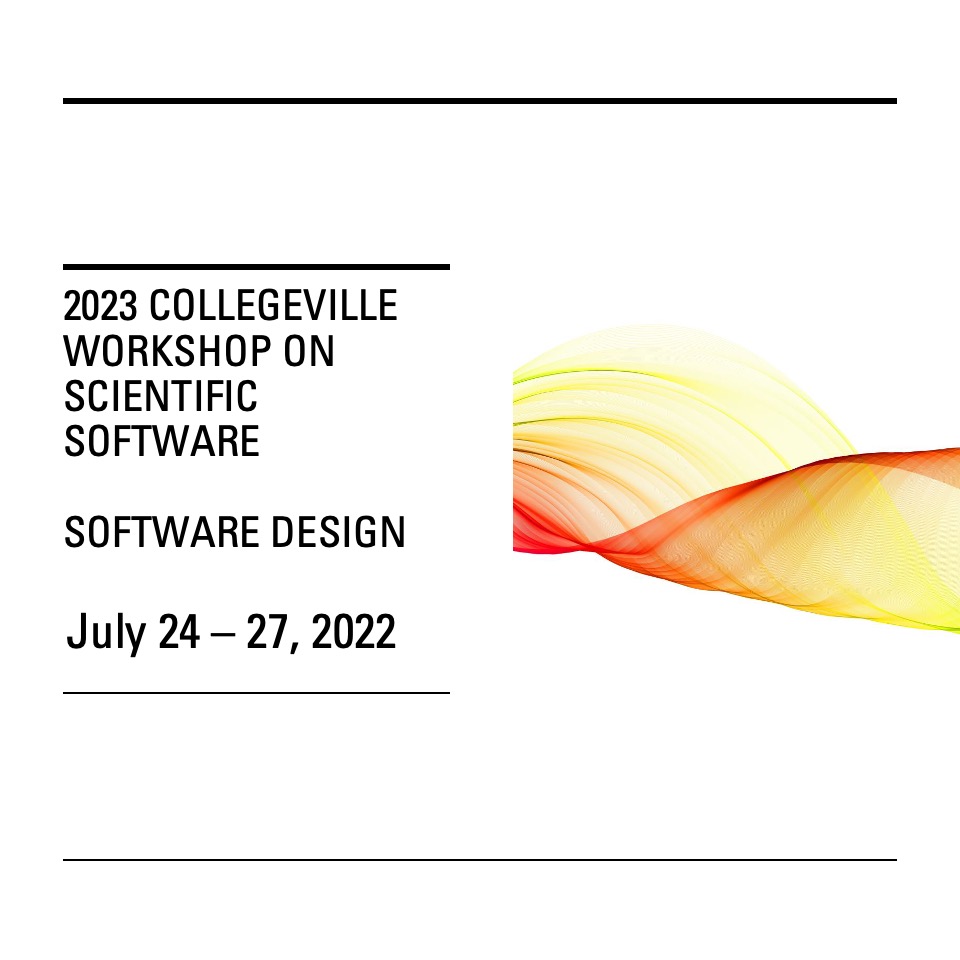 2023 COLLEGEVILLE
WORKSHOP ON
SCIENTIFIC
SOFTWARE
SOFTWARE DESIGN
July 24 – 27, 2022